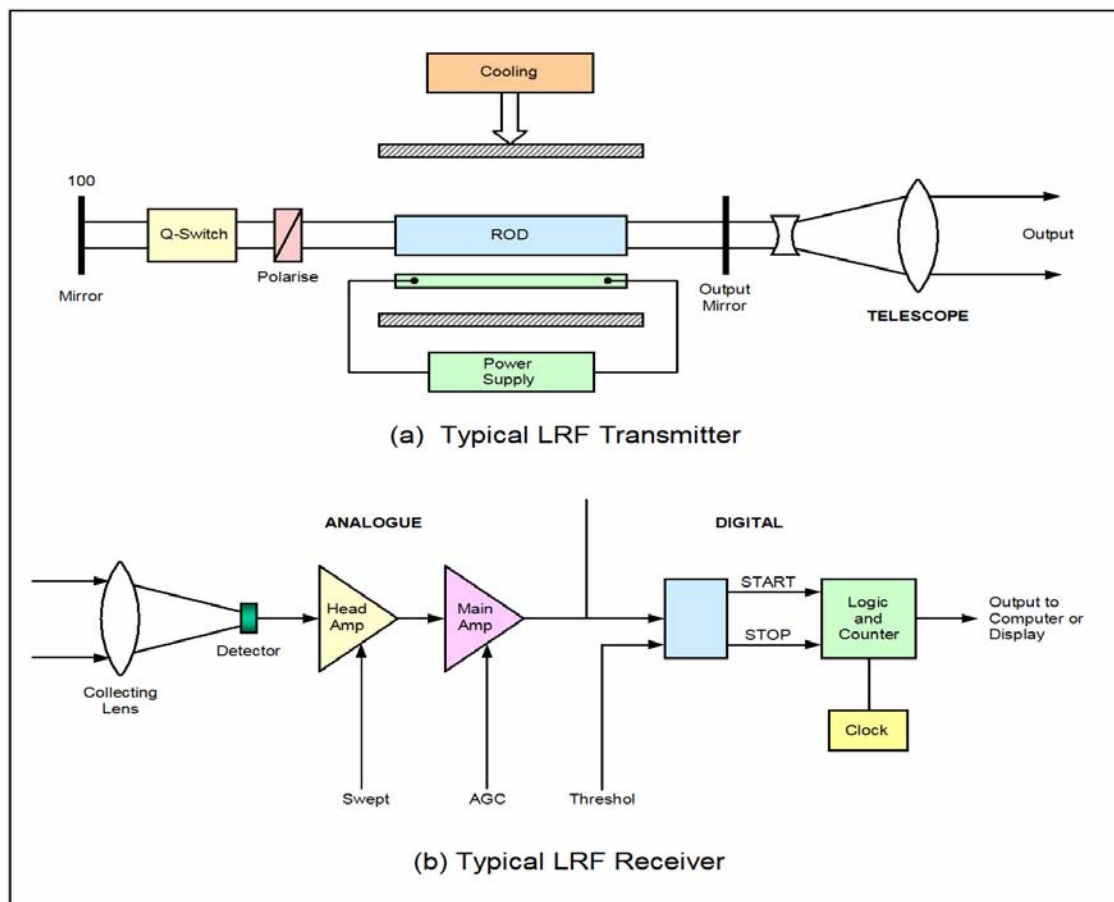 Cooling
100
Q-Switch
ROD
Output
Polarise
Mirror
Output
Mirror
TELESCOPE
Power
Supply
(a) Typical LRF Transmitter
ANALOGUE
DIGITAL
START
Head
Amp
Main
Amp
Logic
and
Counter
Output to
Computer or
Display
STOP
Detector
Collecting
Lens
Clock
Swept
AGC
Threshol
(b) Typical LRF Receiver